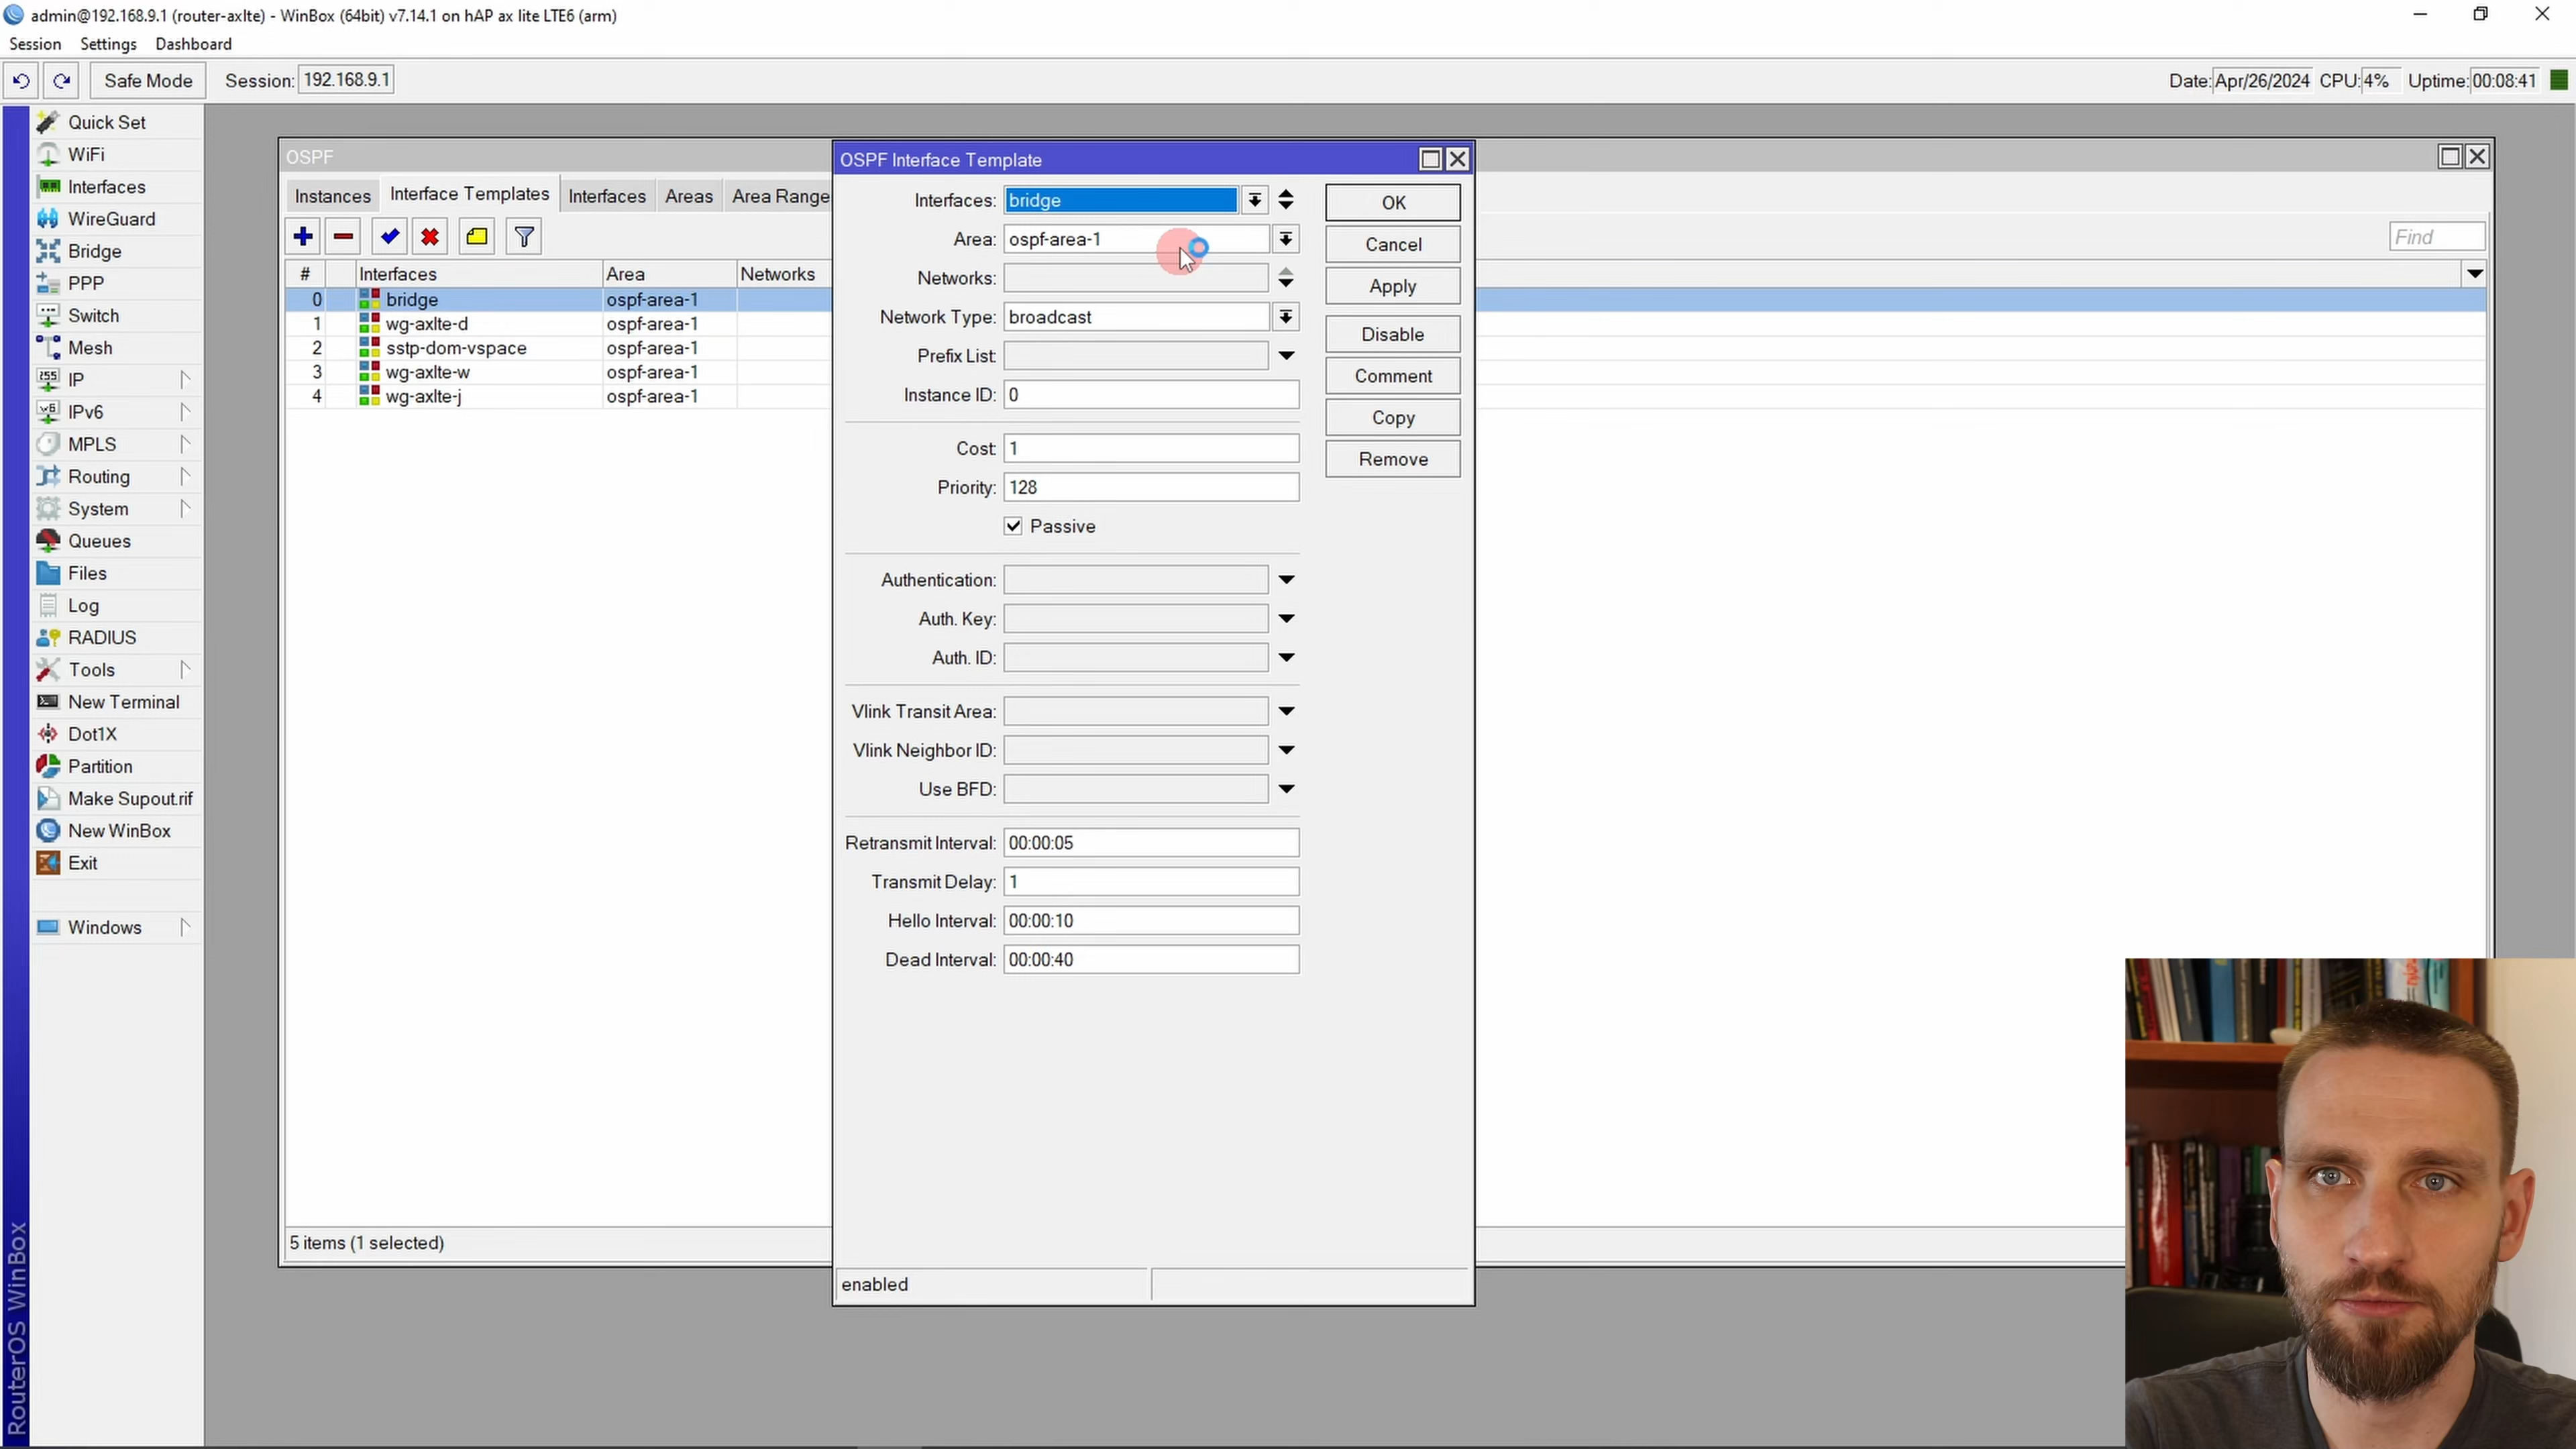 admin@192.168.9.1 (router-axlte) - WinBox (64bit) v7.14.1 on hAP ax lite LTE6 (arm)
Session Settings Dashboard
Safe Mode Session: 192.168.9.1 Date: Apr/26/2024 CPU: 4% Uptime: 00:08:41
Quick Set
WiFi
Interfaces
WireGuard
Bridge
PPP
Switch
Mesh
IP
IPv6
MPLS
Routing
System
Queues
Files
Log
RADIUS
Tools
New Terminal
Dot1X
Partition
Make Supout.rif
New WinBox
Exit
Windows
RouterOS WinBox
OSPF
Instances Interface Templates Interfaces Areas Area Range
Find
# Interfaces Area Networks
0 bridge ospf-area-1
1 wg-axlte-d ospf-area-1
2 sstp-dom-vspace ospf-area-1
3 wg-axlte-w ospf-area-1
4 wg-axlte-j ospf-area-1
5 items (1 selected)
OSPF Interface Template
Interfaces: bridge
Area: ospf-area-1
Networks:
Network Type: broadcast
Prefix List:
Instance ID: 0
Cost: 1
Priority: 128
Passive
Authentication:
Auth. Key:
Auth. ID:
Vlink Transit Area:
Vlink Neighbor ID:
Use BFD:
Retransmit Interval: 00:00:05
Transmit Delay: 1
Hello Interval: 00:00:10
Dead Interval: 00:00:40
enabled
OK
Cancel
Apply
Disable
Comment
Copy
Remove